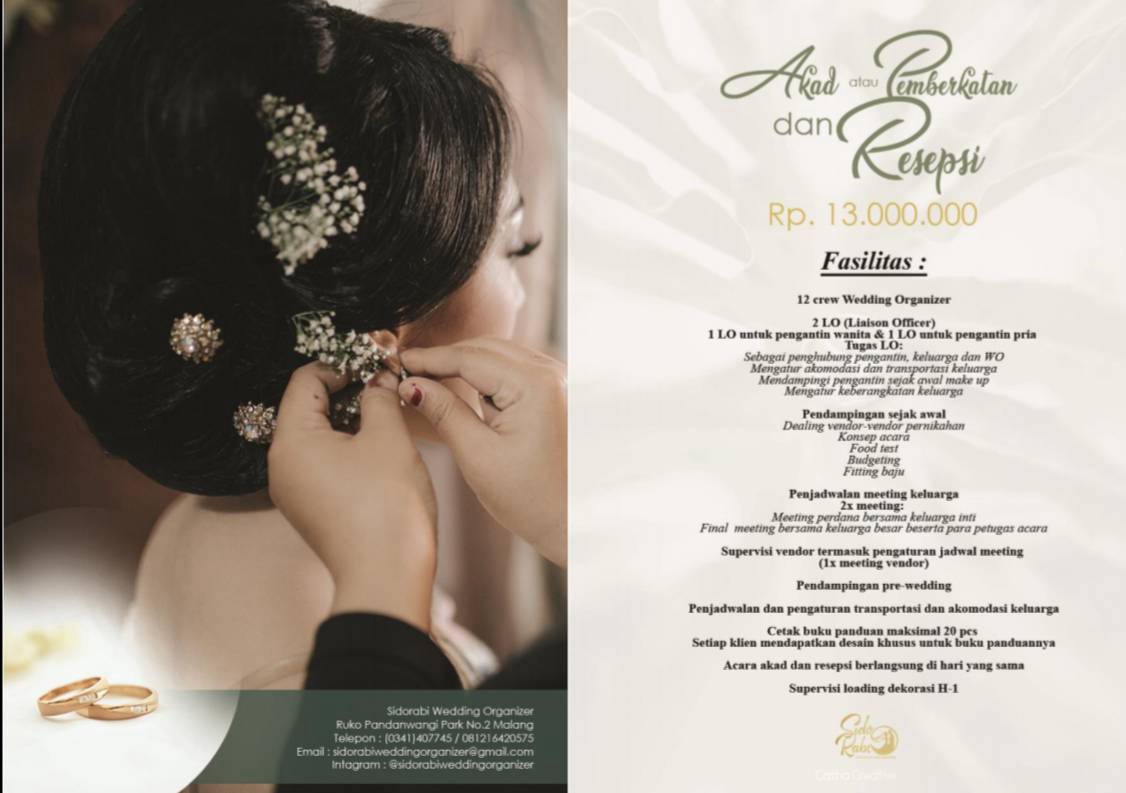 Akad atau Pemberkatan
dan Resepsi
Rp. 13.000.000
Fasilitas :
12 crew Wedding Organizer
2 LO (Liaison Officer)
1 LO untuk pengantin wanita & 1 LO untuk pengantin pria
Tugas LO:
Sebagai penghubung pengantin, keluarga dan WO
Mengatur akomodasi dan transportasi keluarga
Mendampingi pengantin sejak awal make up
Mengatur keberangkatan keluarga
Pendampingan sejak awal
Dealing vendor-vendor pernikahan
Konsep acara
Food test
Budgeting
Fitting baju
Penjadwalan meeting keluarga
2x meeting:
Meeting perdana bersama keluarga inti
Final meeting bersama keluarga besar beserta para petugas acara
Supervisi vendor termasuk pengaturan jadwal meeting
(1x meeting vendor)
Pendampingan pre-wedding
Penjadwalan dan pengaturan transportasi dan akomodasi keluarga
Cetak buku panduan maksimal 20 pcs
Setiap klien mendapatkan desain khusus untuk buku panduannya
Acara akad dan resepsi berlangsung di hari yang sama
Supervisi loading dekorasi H-1
Sido
Rabi
Sidorabi Wedding Organizer
Ruko Pandanwangi Park No.2 Malang
Telepon : (0341)407745 / 081216420575
Email : sidorabiweddingorganizer@gmail.com
Intagram : @sidorabiweddingorganizer